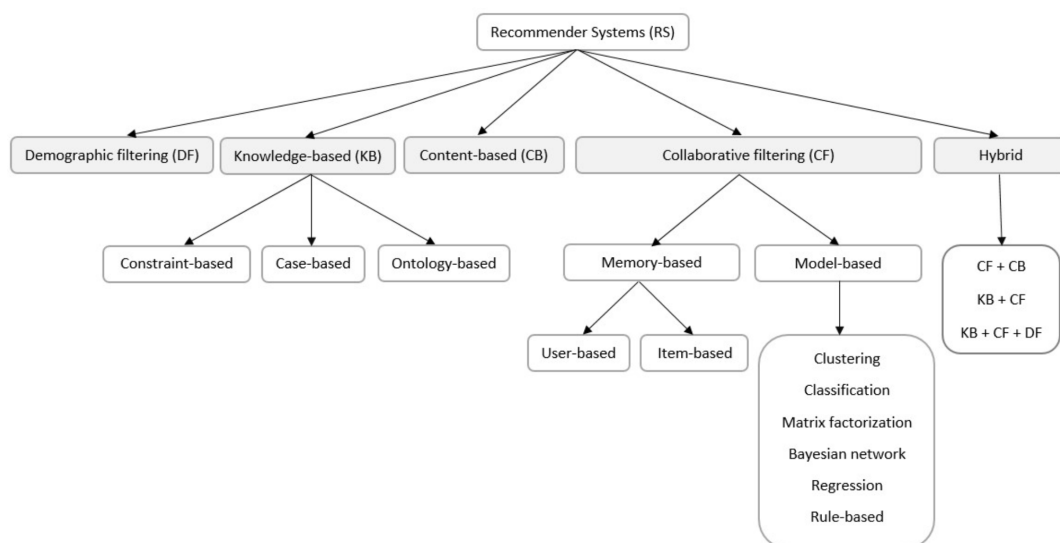 Recommender Systems (RS)
Demographic filtering (DF)
Knowledge-based (KB)
Content-based (CB)
Collaborative filtering (CF)
Hybrid
Constraint-based
Case-based
Ontology-based
Memory-based
Model-based
CF + CB
KB + CF
KB + CF + DF
User-based
Item-based
Clustering
Classification
Matrix factorization
Bayesian network
Regression
Rule-based